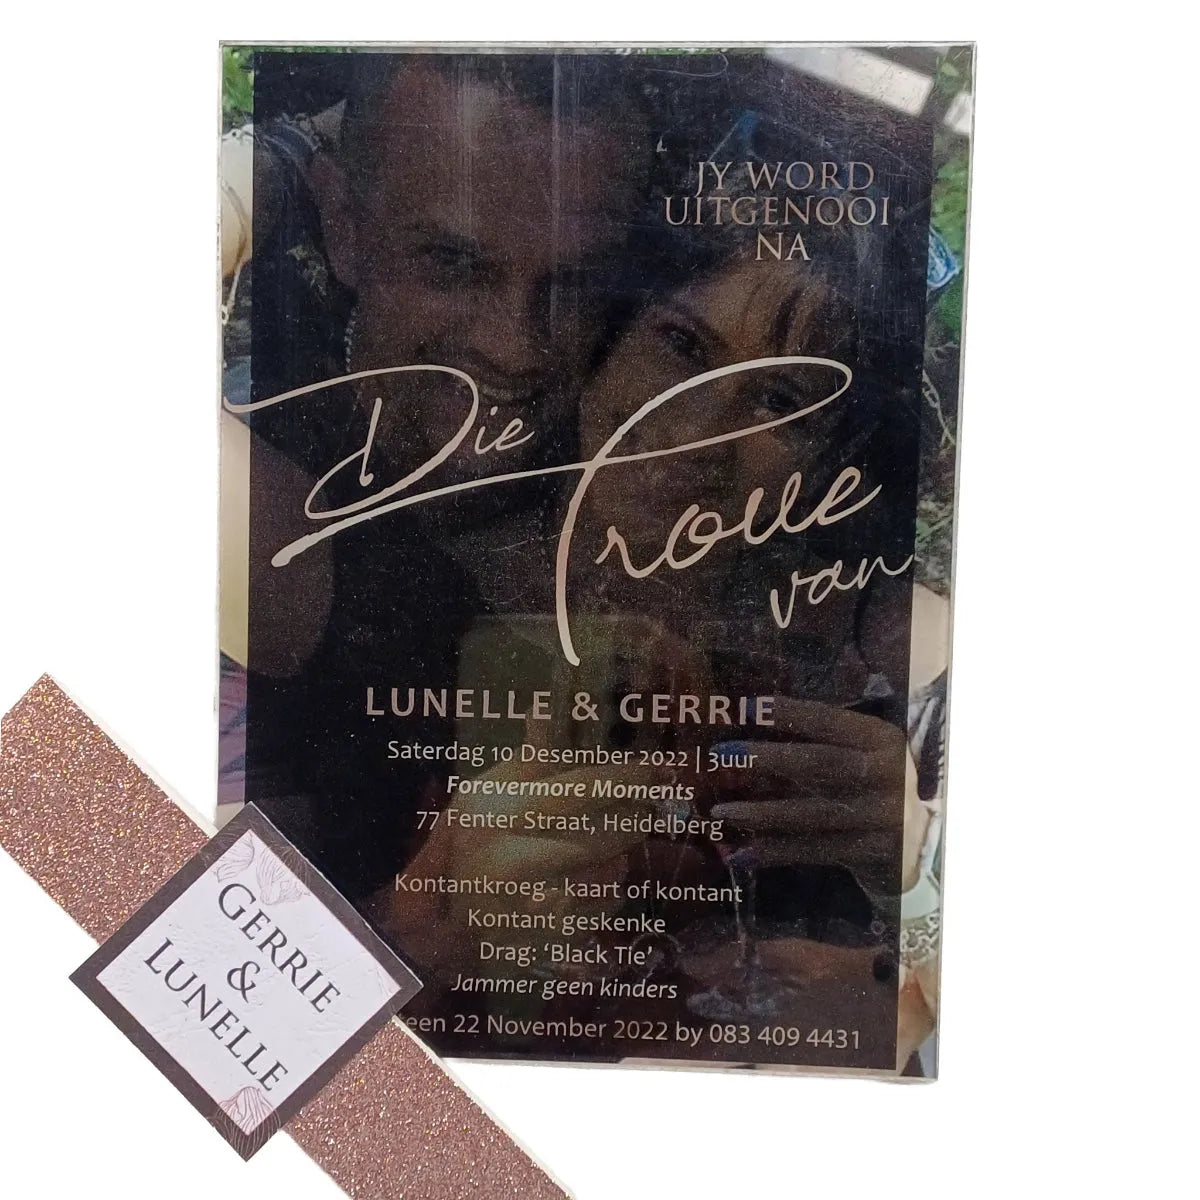 JY WORD
UITGENOOI
NA
Die Troue
van
LUNELLE & GERRIE
Saterdag 10 Desember 2022 | 3uur
Forevermore Moments
77 Fenter Straat, Heidelberg
Kontantkroeg - kaart of kontant
Kontant geskenke
Drag: ‘Black Tie’
Jammer geen kinders
22 November 2022 by 083 409 4431
GERRIE
&
LUNELLE